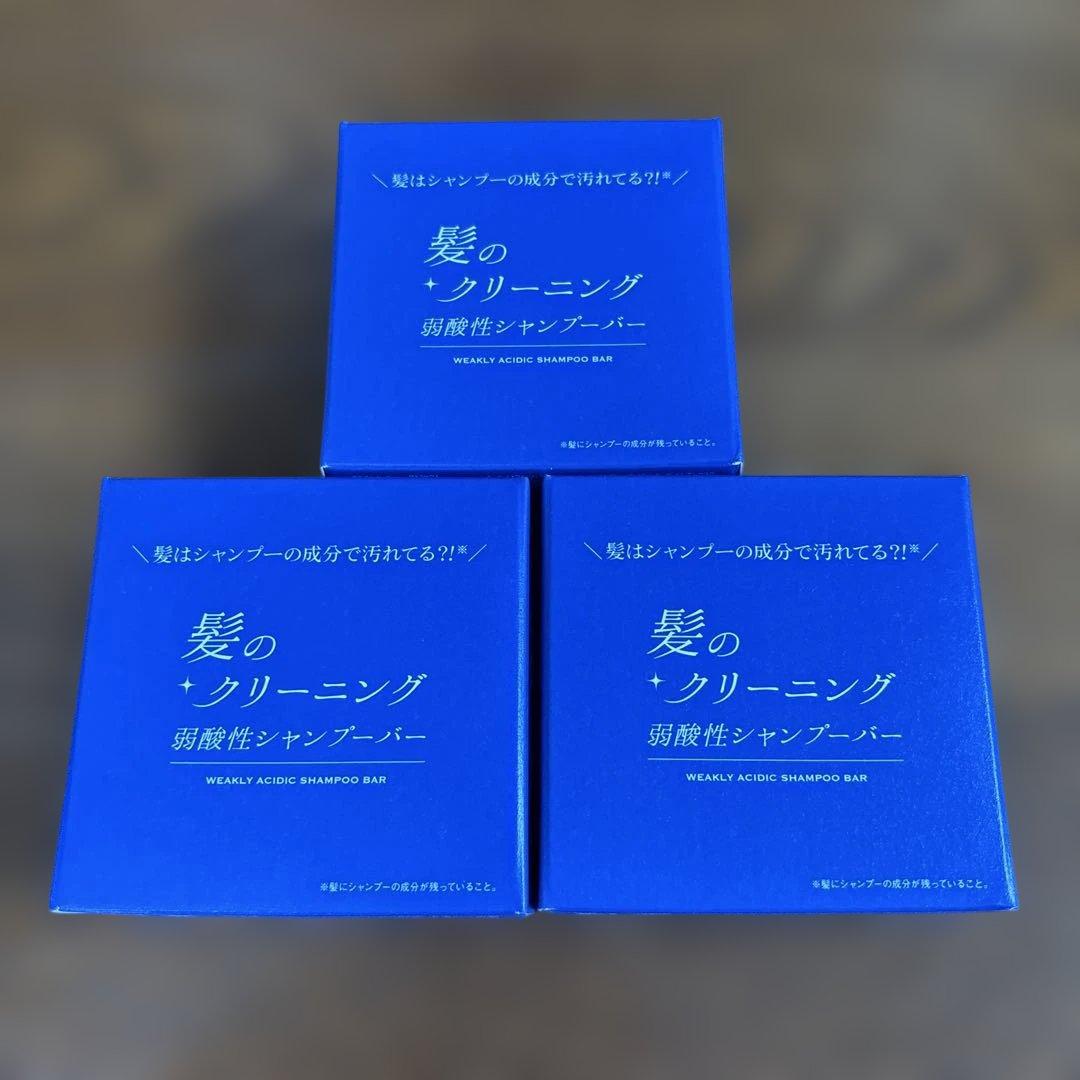 ＼髪はシャンプーの成分で汚れてる?!※／
髪の
クリーニング
弱酸性シャンプーバー
WEAKLY ACIDIC SHAMPOO BAR
※髪にシャンプーの成分が残っていること。
＼髪はシャンプーの成分で汚れてる?!※／
髪の
クリーニング
弱酸性シャンプーバー
WEAKLY ACIDIC SHAMPOO BAR
※髪にシャンプーの成分が残っていること。
＼髪はシャンプーの成分で汚れてる?!※／
髪の
クリーニング
弱酸性シャンプーバー
WEAKLY ACIDIC SHAMPOO BAR
※髪にシャンプーの成分が残っていること。